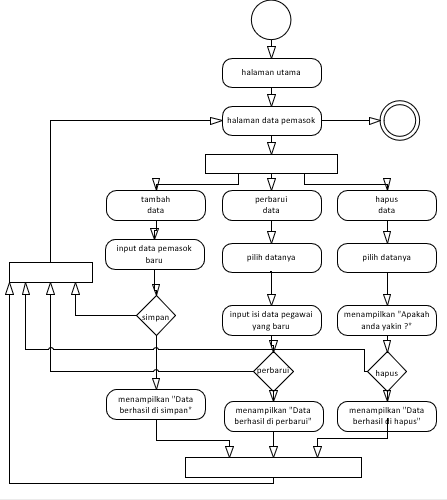 halaman utama
halaman data pemasok
tambah
data
perbarui
data
hapus
data
input data pemasok
baru
pilih datanya
pilih datanya
simpan
input isi data pegawai
yang baru
menampilkan "Apakah
anda yakin ?"
perbarui
hapus
menampilkan "Data
berhasil di simpan"
menampilkan "Data
berhasil di perbarui"
menampilkan "Data
berhasil di hapus"